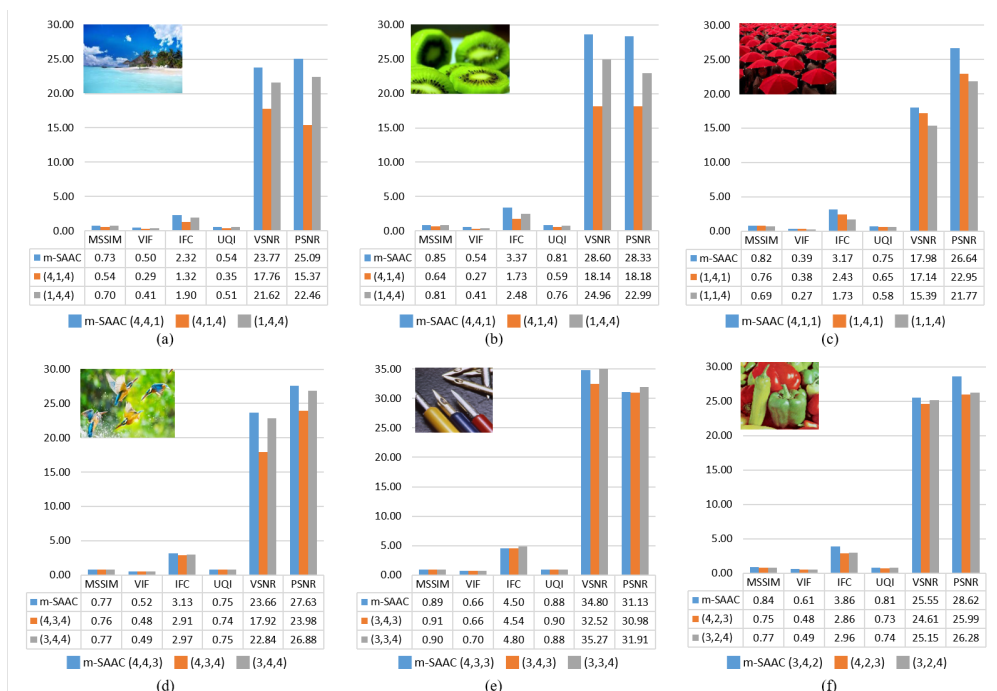 30.00 30.00 30.00
25.00 25.00 25.00
20.00 20.00 20.00
15.00 15.00 15.00
10.00 10.00 10.00
5.00 5.00 5.00
0.00 0.00 0.00
MSSIM VIF IFC UQI VSNR PSNR MSSIM VIF IFC UQI VSNR PSNR MSSIM VIF IFC UQI VSNR PSNR
m-SAAC 0.73 0.50 2.32 0.54 23.77 25.09 m-SAAC 0.85 0.54 3.37 0.81 28.60 28.33 m-SAAC 0.82 0.39 3.17 0.75 17.98 26.64
(4,1,4) 0.54 0.29 1.32 0.35 17.76 15.37 (4,1,4) 0.64 0.27 1.73 0.59 18.14 18.18 (1,4,1) 0.76 0.38 2.43 0.65 17.14 22.95
(1,4,4) 0.70 0.41 1.90 0.51 21.62 22.46 (1,4,4) 0.81 0.41 2.48 0.76 24.96 22.99 (1,1,4) 0.69 0.27 1.73 0.58 15.39 21.77
m-SAAC (4,4,1) (4,1,4) (1,4,4) m-SAAC (4,4,1) (4,1,4) (1,4,4) m-SAAC (4,1,1) (1,4,1) (1,1,4)
(a) (b) (c)
30.00 35.00 30.00
25.00 30.00 25.00
20.00 25.00 20.00
15.00 20.00 15.00
10.00 15.00 10.00
5.00 10.00 5.00
0.00 5.00 0.00
0.00
MSSIM VIF IFC UQI VSNR PSNR MSSIM VIF IFC UQI VSNR PSNR MSSIM VIF IFC UQI VSNR PSNR
m-SAAC 0.77 0.52 3.13 0.75 23.66 27.63 m-SAAC 0.89 0.66 4.50 0.88 34.80 31.13 m-SAAC 0.84 0.61 3.86 0.81 25.55 28.62
(4,3,4) 0.76 0.48 2.91 0.74 17.92 23.98 (3,4,3) 0.91 0.66 4.54 0.90 32.52 30.98 (4,2,3) 0.75 0.48 2.86 0.73 24.61 25.99
(3,4,4) 0.77 0.49 2.97 0.75 22.84 26.88 (3,3,4) 0.90 0.70 4.80 0.88 35.27 31.91 (3,2,4) 0.77 0.49 2.96 0.74 25.15 26.28
m-SAAC (4,4,3) (4,3,4) (3,4,4) m-SAAC (4,3,3) (3,4,3) (3,3,4) m-SAAC (3,4,2) (4,2,3) (3,2,4)
(d) (e) (f)